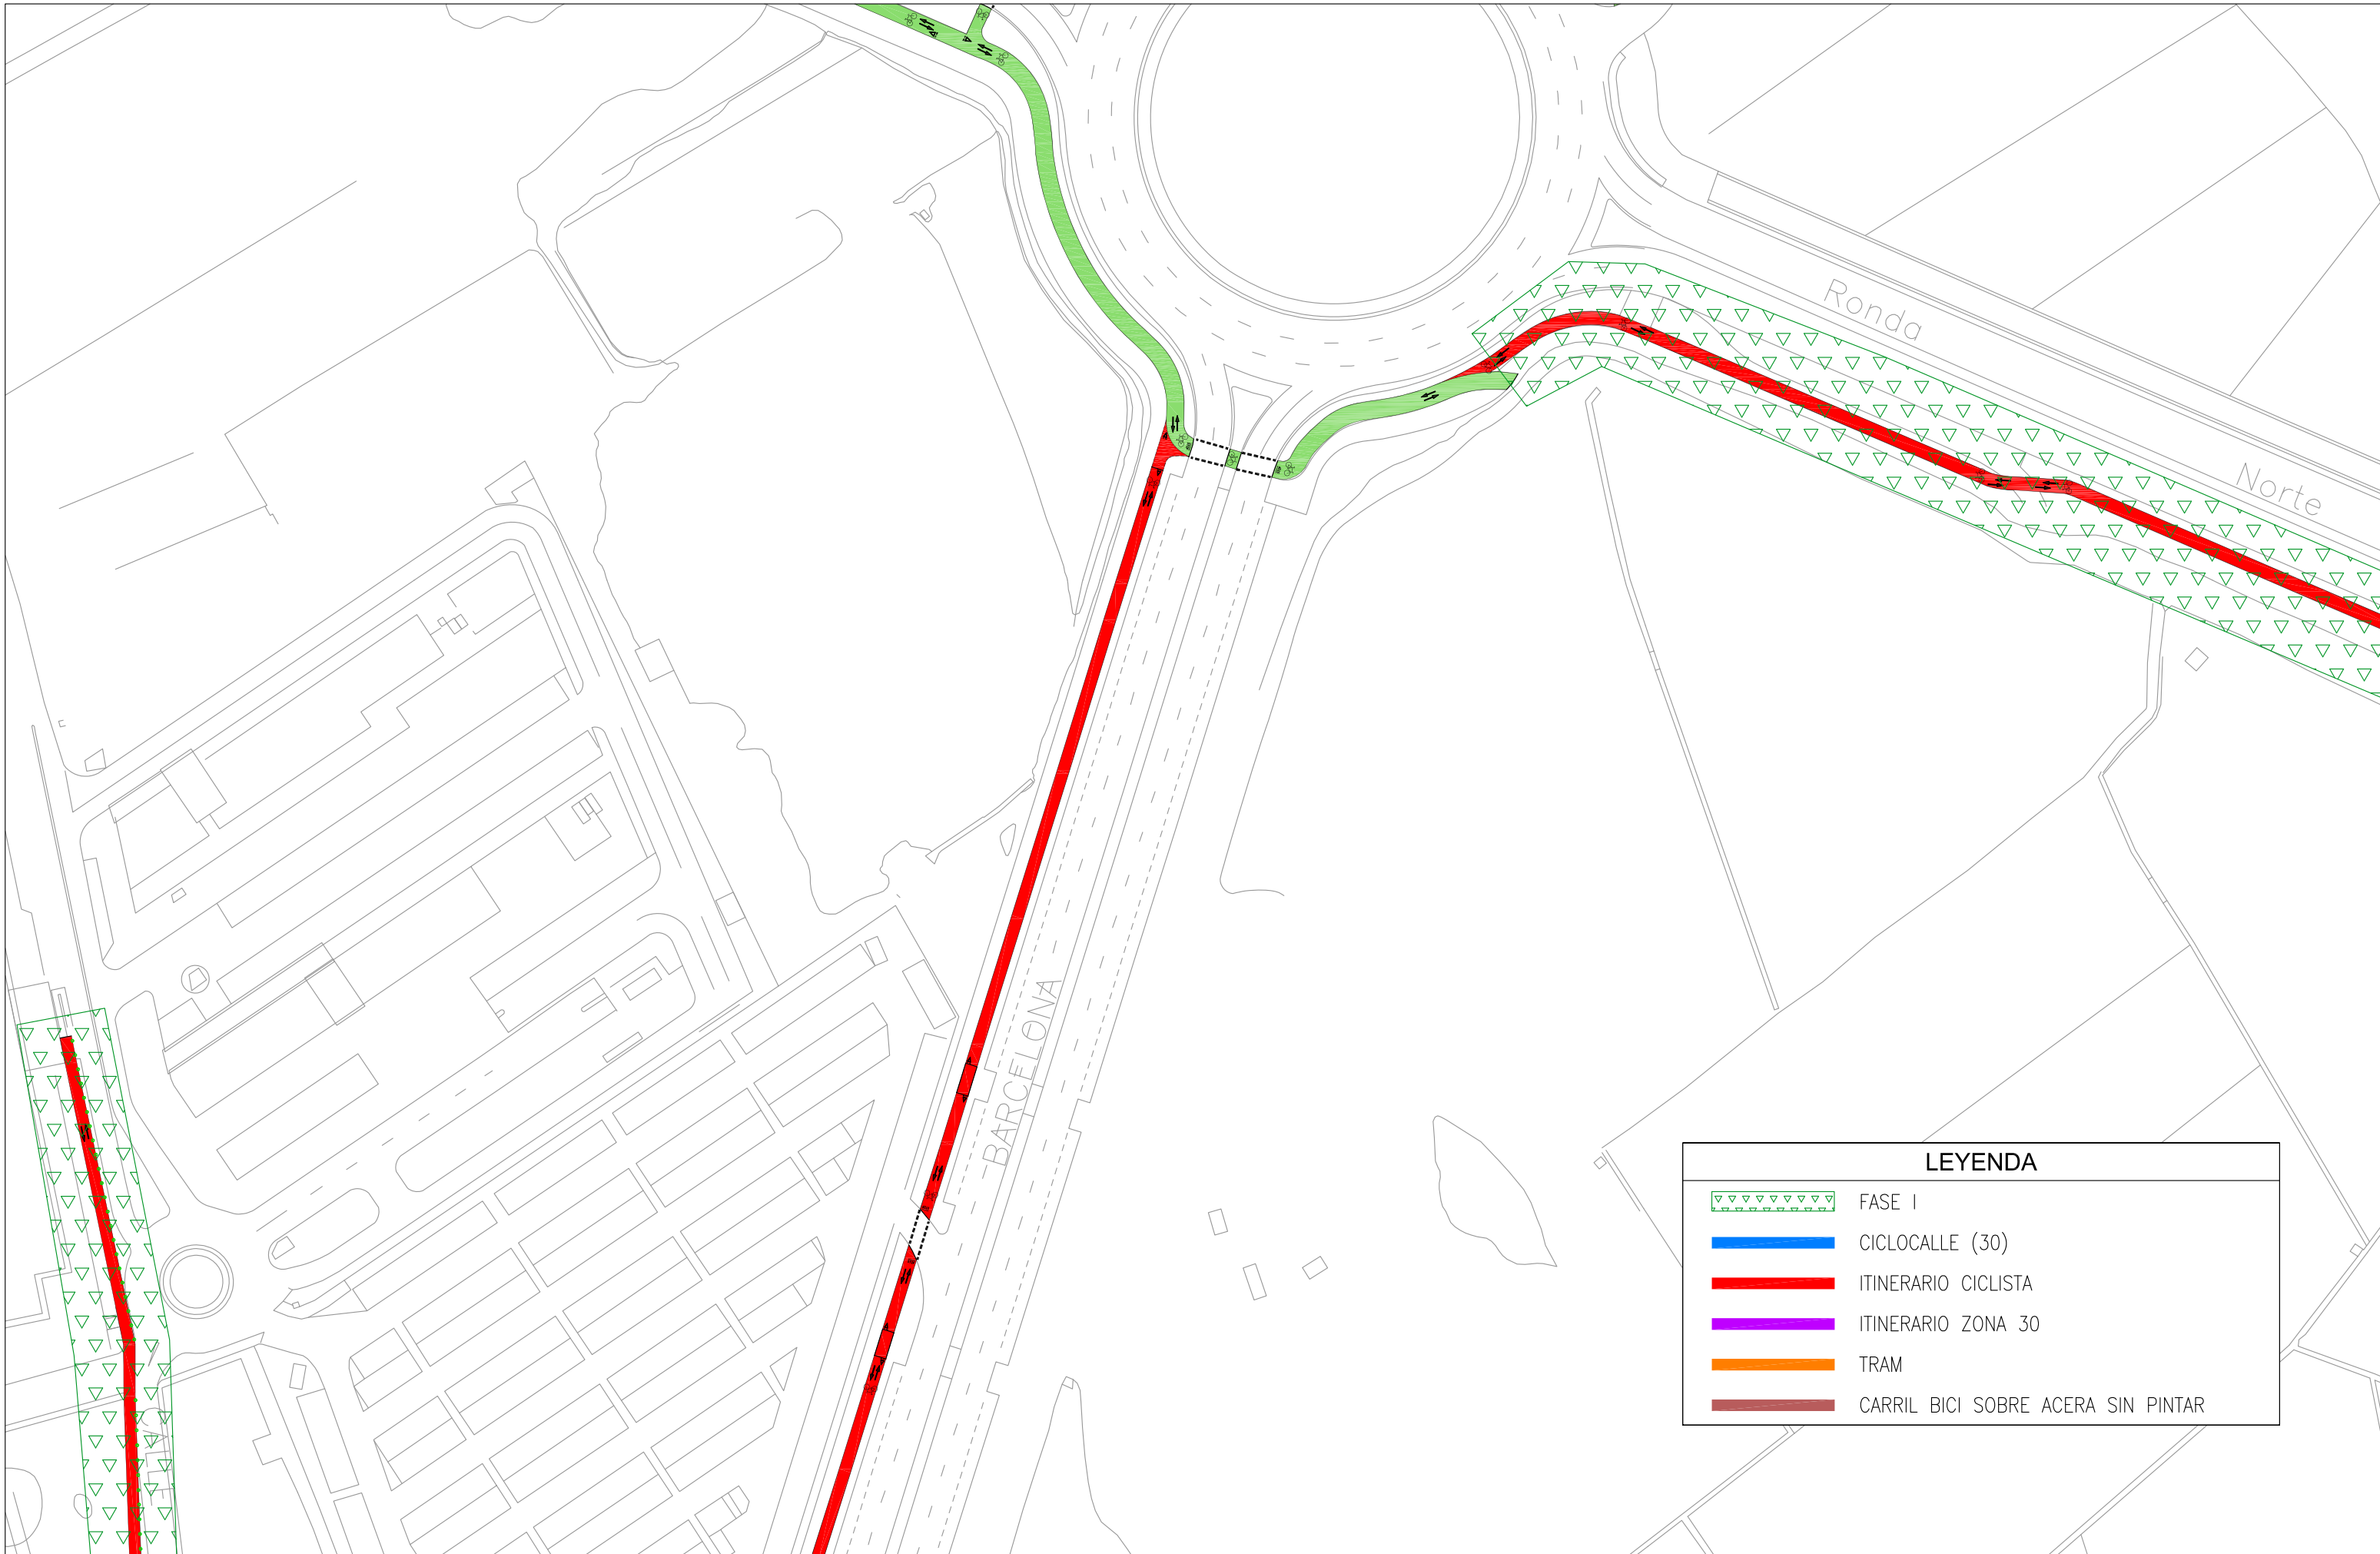 Ronda
Norte
BARCELONA
LEYENDA
FASE I
CICLOCALLE (30)
ITINERARIO CICLISTA
ITINERARIO ZONA 30
TRAM
CARRIL BICI SOBRE ACERA SIN PINTAR